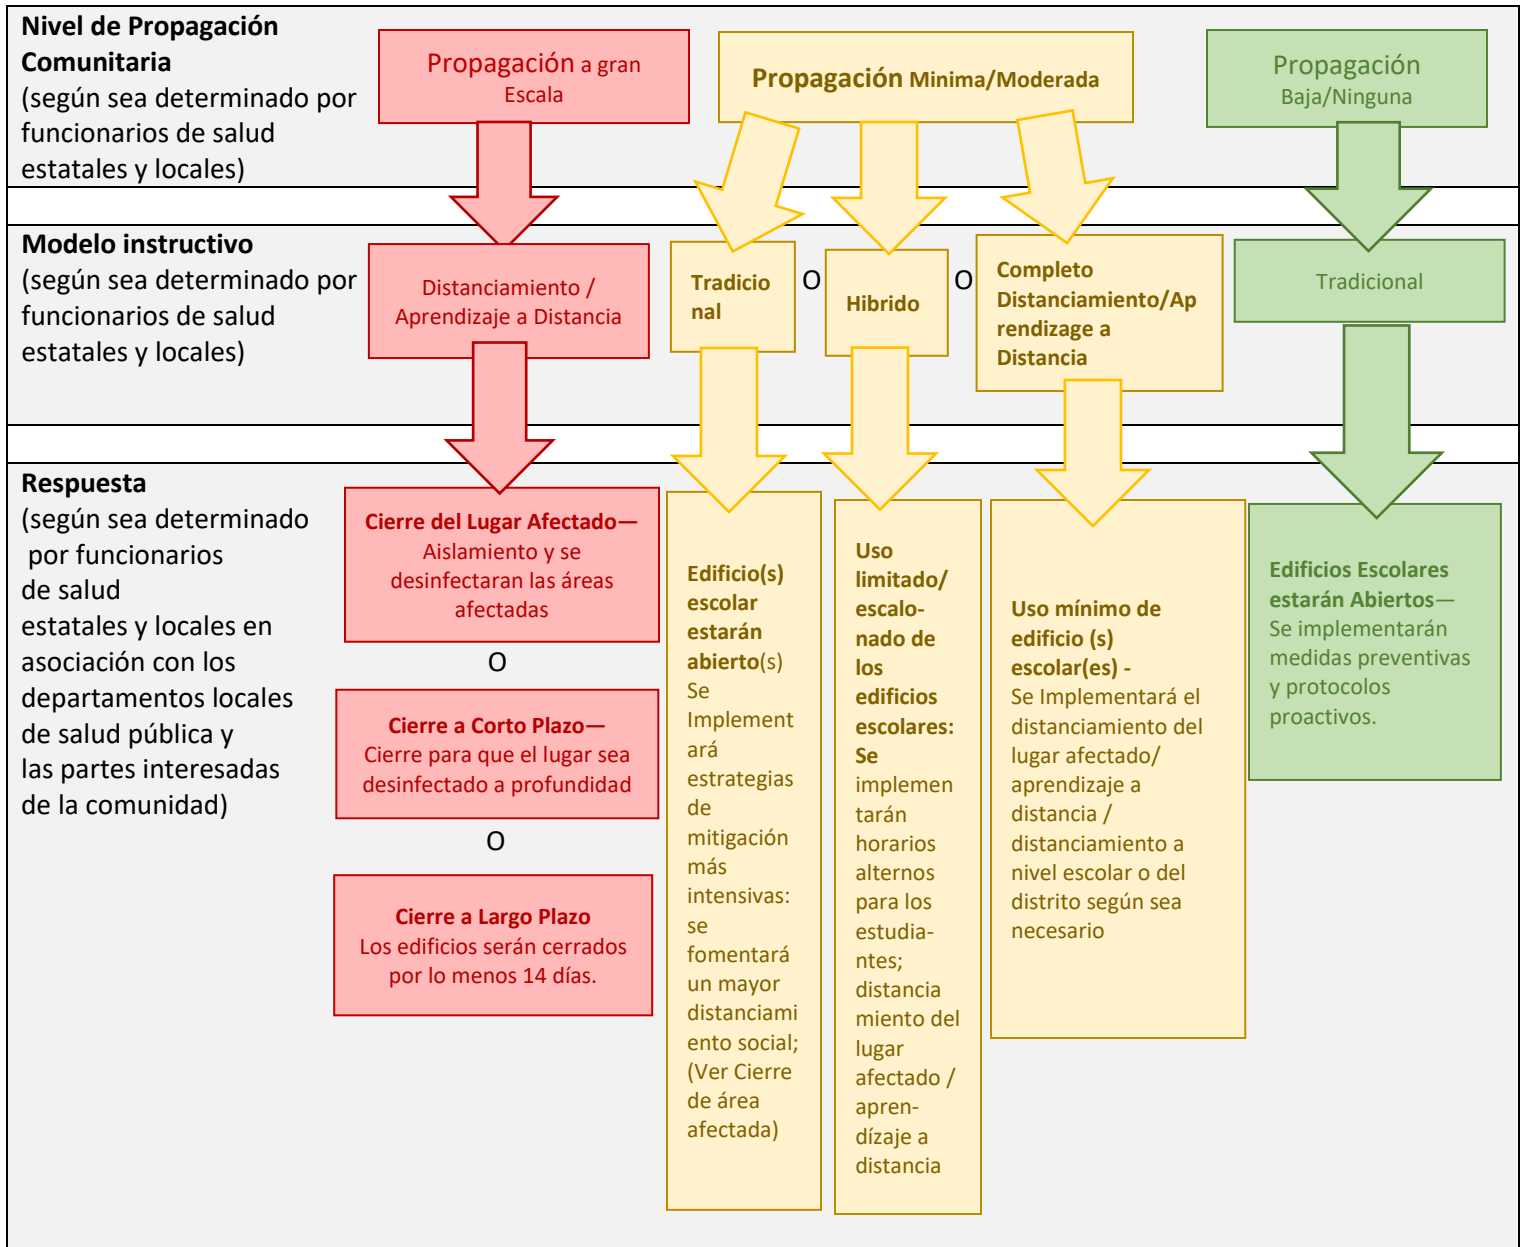 Nivel de Propagación
Comunitaria
(según sea determinado por
funcionarios de salud
estatales y locales)
Propagación a gran
Escala
Propagación Minima/Moderada
Propagación
Baja/Ninguna
Modelo instructivo
(según sea determinado por
funcionarios de salud
estatales y locales)
Distanciamiento /
Aprendizaje a Distancia
Tradicio
nal
O
Hibrido
O
Completo
Distanciamiento/Ap
rendizage a
Distancia
Tradicional
Respuesta
(según sea determinado
por funcionarios
de salud
estatales y locales en
asociación con los
departamentos locales
de salud pública y
las partes interesadas
de la comunidad)
Cierre del Lugar Afectado—
Aislamiento y se
desinfectaran las áreas
afectadas
O
Cierre a Corto Plazo—
Cierre para que el lugar sea
desinfectado a profundidad
O
Cierre a Largo Plazo
Los edificios serán cerrados
por lo menos 14 días.
Edificio(s)
escolar
estarán
abierto(s)
Se
Implement
ará
estrategias
de
mitigación
más
intensivas:
se
fomentará
un mayor
distanciami
ento social;
(Ver Cierre
de área
afectada)
Uso
limitado/
escalo-
nado de
los
edificios
escolares:
Se
implemen
tarán
horarios
alternos
para los
estudia-
ntes;
distancia
miento del
lugar
afectado /
apren-
dízaje a
distancia
Uso mínimo de
edificio (s)
escolar(es) -
Se Implementará el
distanciamiento del
lugar afectado/
aprendizaje a
distancia /
distanciamiento a
nivel escolar o del
distrito según sea
necesario
Edificios Escolares
estarán Abiertos—
Se implementarán
medidas preventivas
y protocolos
proactivos.